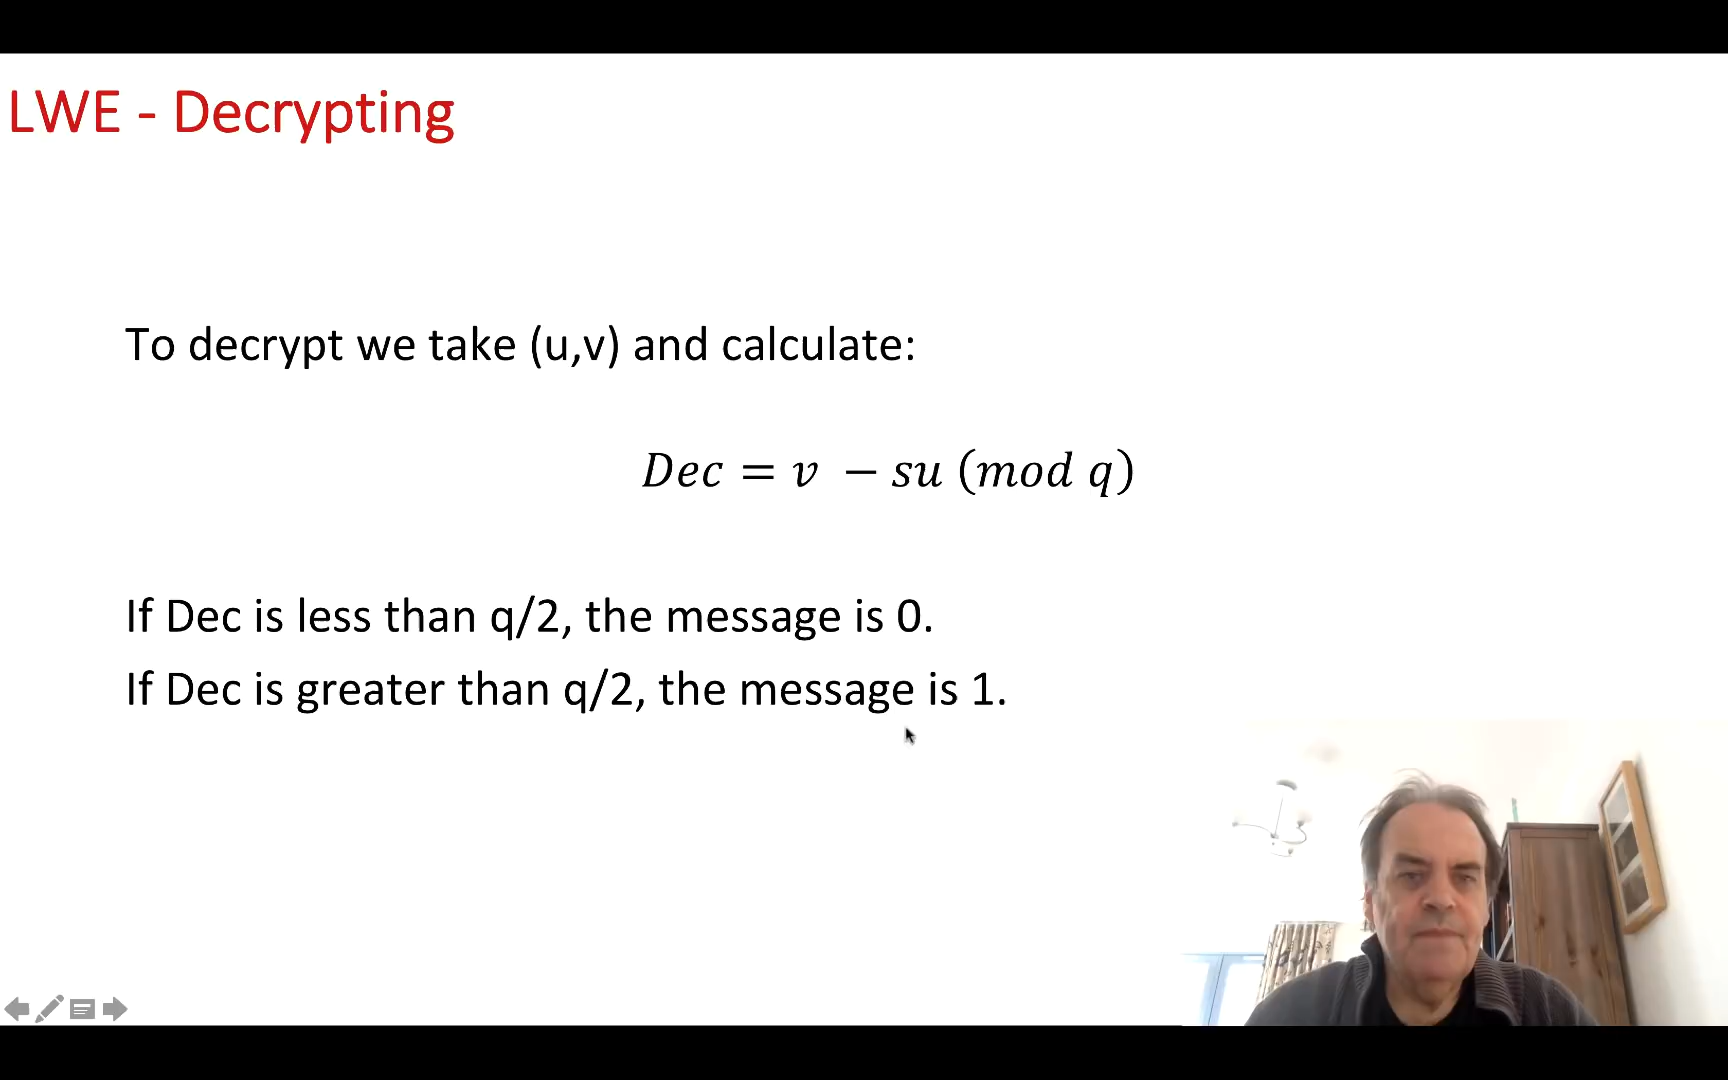 LWE - Decrypting
To decrypt we take (u,v) and calculate:
Dec = v − su (mod q)
If Dec is less than q/2, the message is 0.
If Dec is greater than q/2, the message is 1.